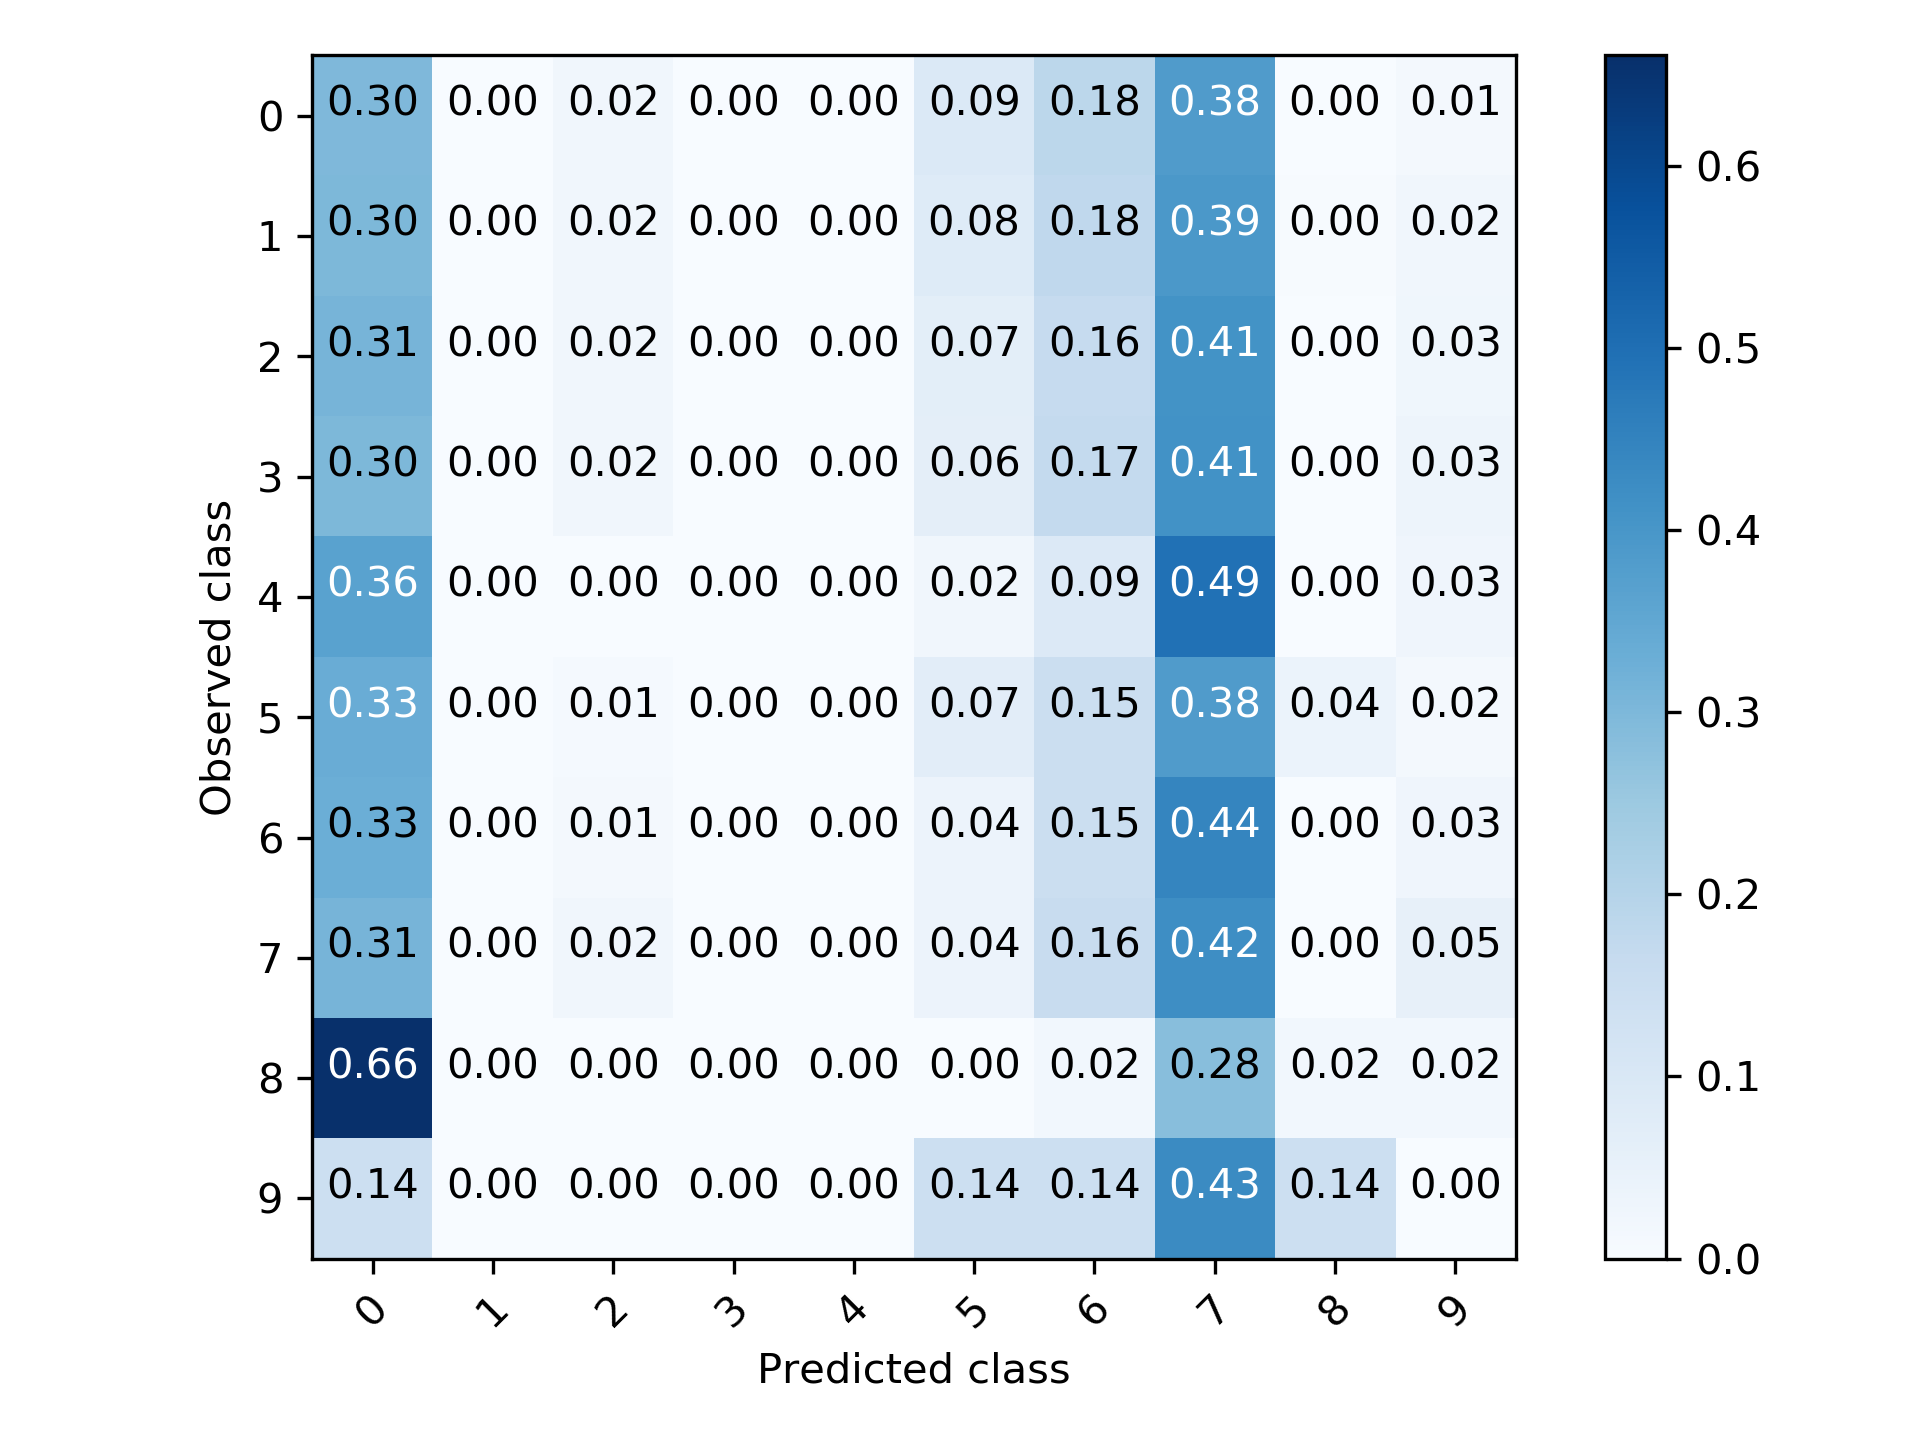 0 0.30 0.00 0.02 0.00 0.00 0.09 0.18 0.38 0.00 0.01
1 0.30 0.00 0.02 0.00 0.00 0.08 0.18 0.39 0.00 0.02
2 0.31 0.00 0.02 0.00 0.00 0.07 0.16 0.41 0.00 0.03
3 0.30 0.00 0.02 0.00 0.00 0.06 0.17 0.41 0.00 0.03
4 0.36 0.00 0.00 0.00 0.00 0.02 0.09 0.49 0.00 0.03
5 0.33 0.00 0.01 0.00 0.00 0.07 0.15 0.38 0.04 0.02
6 0.33 0.00 0.01 0.00 0.00 0.04 0.15 0.44 0.00 0.03
7 0.31 0.00 0.02 0.00 0.00 0.04 0.16 0.42 0.00 0.05
8 0.66 0.00 0.00 0.00 0.00 0.00 0.02 0.28 0.02 0.02
9 0.14 0.00 0.00 0.00 0.00 0.14 0.14 0.43 0.14 0.00
0 1 2 3 4 5 6 7 8 9
Predicted class
Observed class
0.6
0.5
0.4
0.3
0.2
0.1
0.0